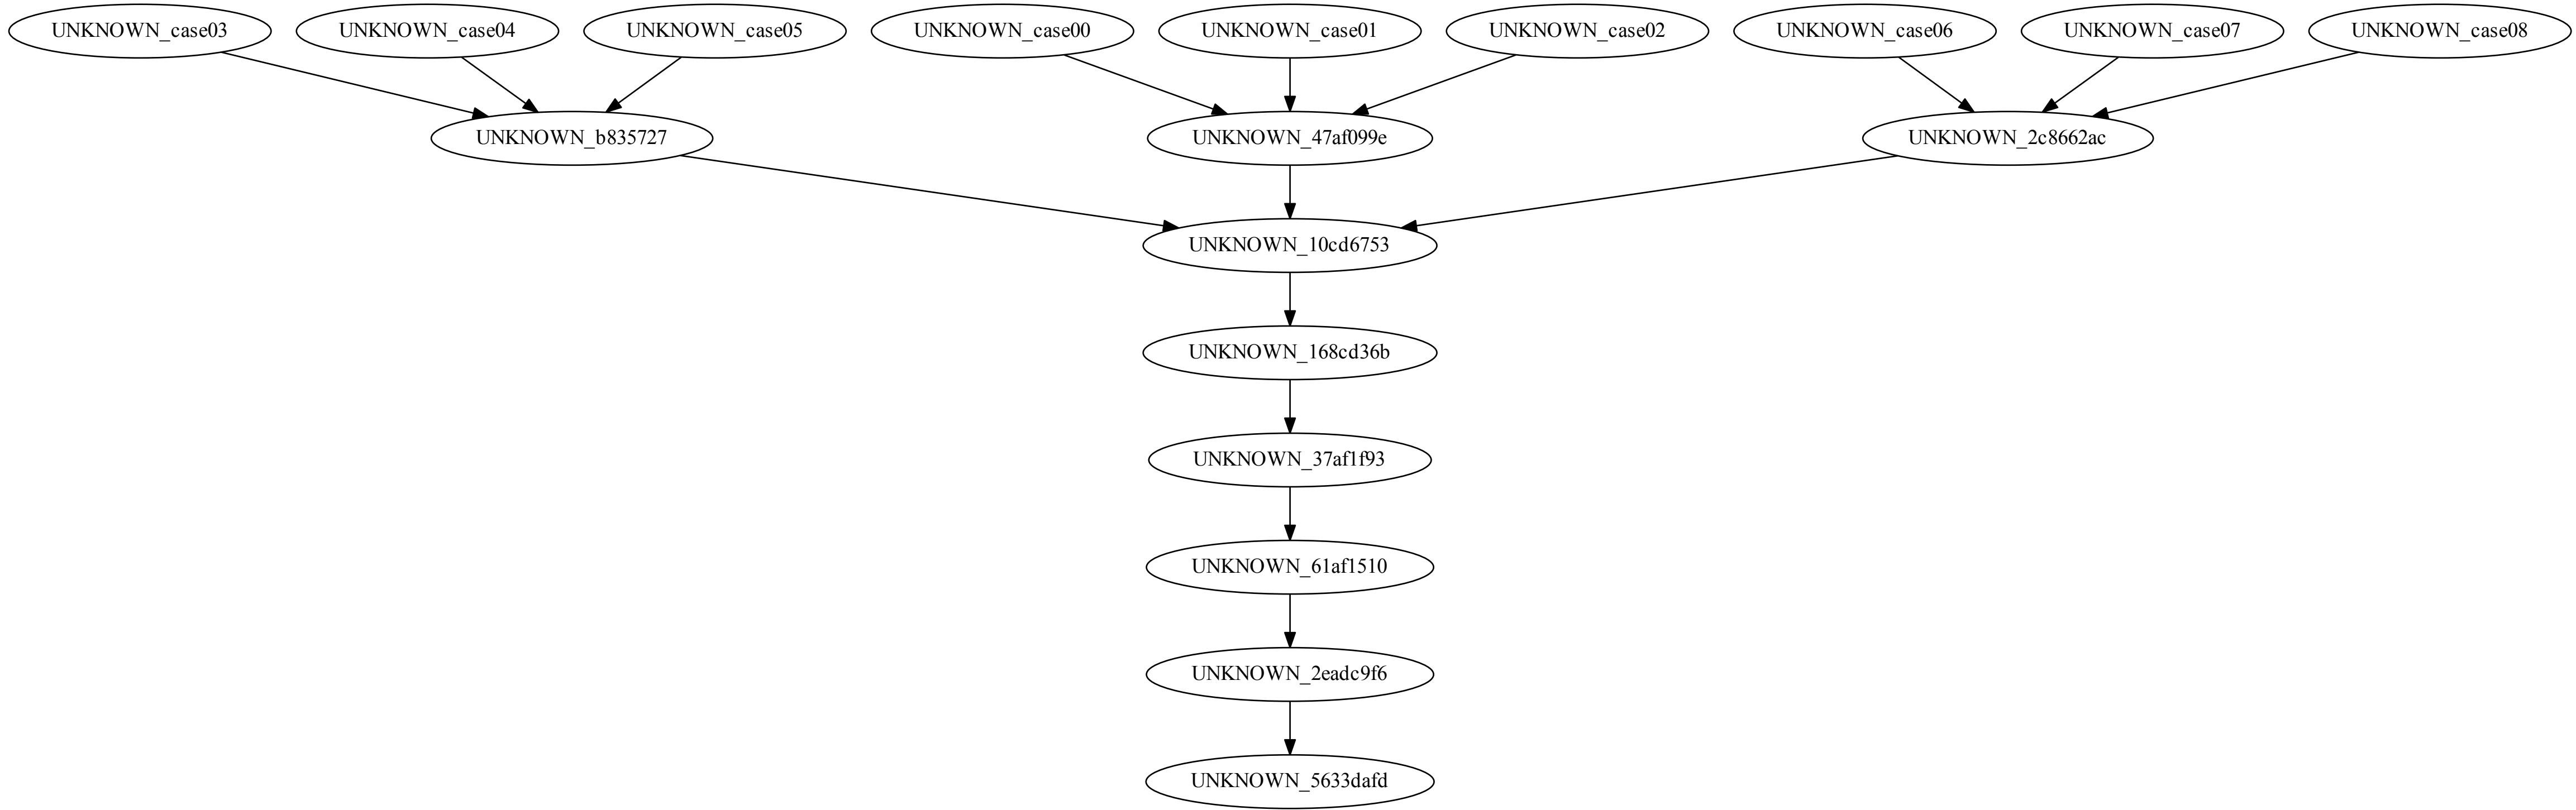 UNKNOWN_case03
UNKNOWN_case04
UNKNOWN_case05
UNKNOWN_case00
UNKNOWN_case01
UNKNOWN_case02
UNKNOWN_case06
UNKNOWN_case07
UNKNOWN_case08
UNKNOWN_b835727
UNKNOWN_47af099e
UNKNOWN_2c8662ac
UNKNOWN_10cd6753
UNKNOWN_168cd36b
UNKNOWN_37af1f93
UNKNOWN_61af1510
UNKNOWN_2eadc9f6
UNKNOWN_5633dafd